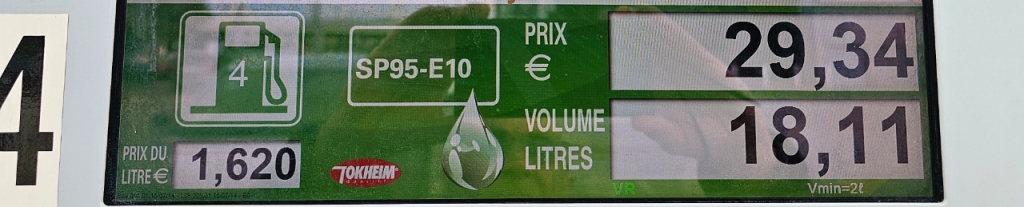 4
4
SP95-E10
PRIX
€
29,34
VOLUME
LITRES
18,11
PRIX DU
LITRE €
1,620
TOKHEIM
VR
Vmin=2ℓ